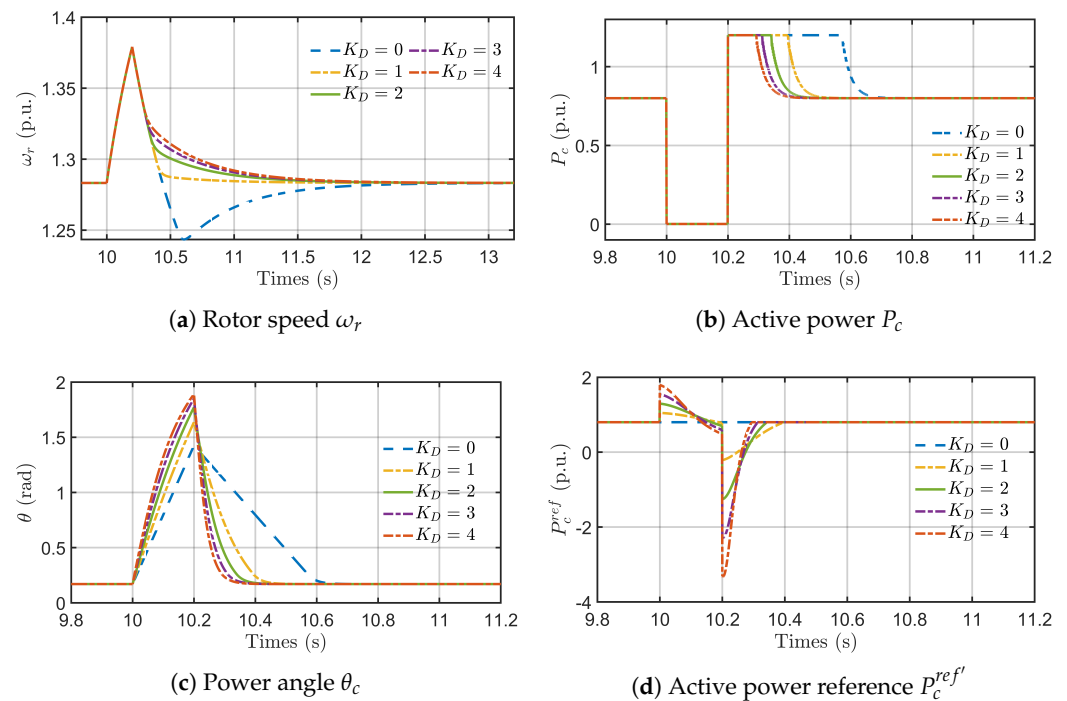 1.4
1.35
1.3
1.25
10 10.5 11 11.5 12 12.5 13
ω_r (p.u.)
Times (s)
K_D = 0 K_D = 3
K_D = 1 K_D = 4
K_D = 2
(a) Rotor speed ω_r
1
0.5
0
9.8 10 10.2 10.4 10.6 10.8 11 11.2
P_c (p.u.)
Times (s)
K_D = 0
K_D = 1
K_D = 2
K_D = 3
K_D = 4
(b) Active power P_c
2
1.5
1
0.5
0
9.8 10 10.2 10.4 10.6 10.8 11 11.2
θ (rad)
Times (s)
K_D = 0
K_D = 1
K_D = 2
K_D = 3
K_D = 4
(c) Power angle θ_c
2
0
-2
-4
9.8 10 10.2 10.4 10.6 10.8 11 11.2
P_c^{ref} (p.u.)
Times (s)
K_D = 0
K_D = 1
K_D = 2
K_D = 3
K_D = 4
(d) Active power reference P_c^{ref'}